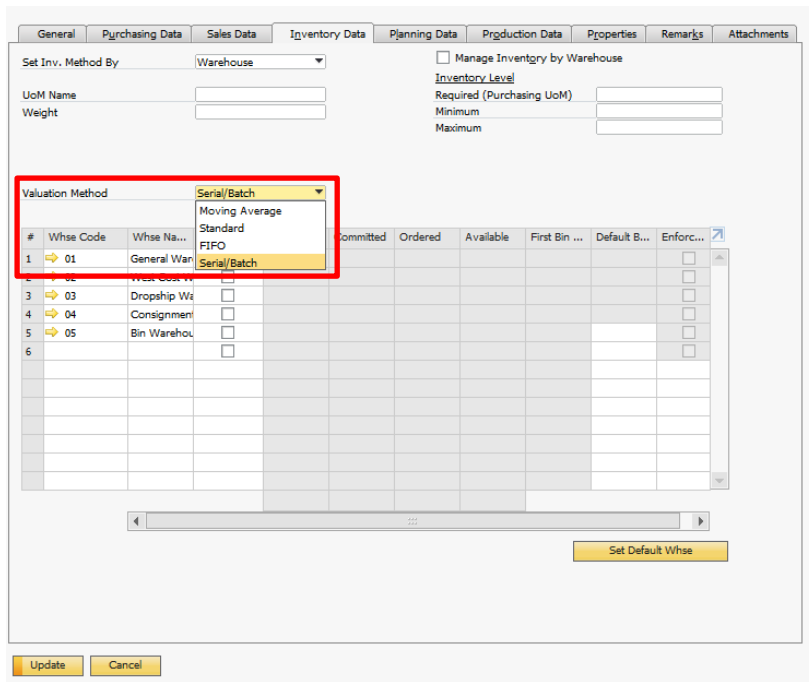 General Purchasing Data Sales Data Inventory Data Planning Data Production Data Properties Remarks Attachments
Set Inv. Method By Warehouse Manage Inventory by Warehouse
Inventory Level
UoM Name Required (Purchasing UoM)
Weight Minimum
Maximum
Valuation Method Serial/Batch
Moving Average
Standard
FIFO
Serial/Batch
# Whse Code Whse Na... Committed Ordered Available First Bin ... Default B... Enforc...
1 01 General War
2 02 West Cost W
3 03 Dropship Wa
4 04 Consignment
5 05 Bin Warehou
6
Set Default Whse
Update Cancel